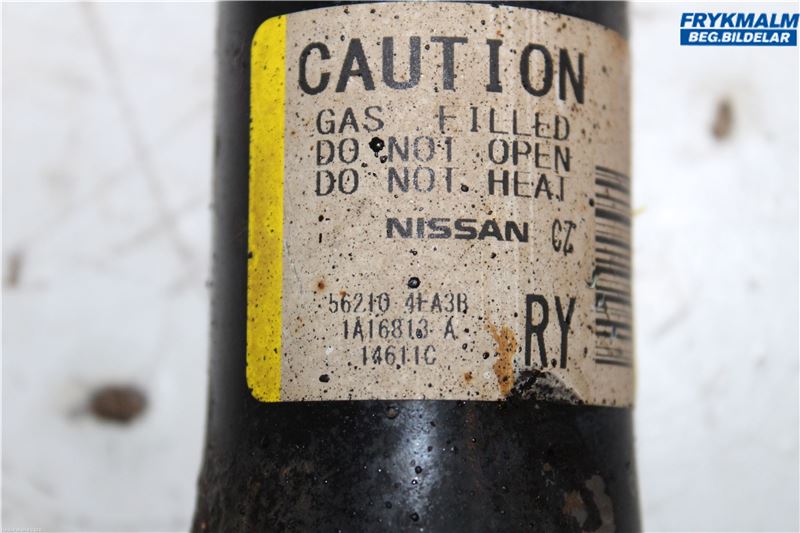 FRYKMALM
BEG.BILDELAR
CAUTION
GAS FILLED
DO NOT OPEN
DO NOT HEAT
NISSAN CZ
56210 4EA3B
1A16813-A
14611C
R.Y